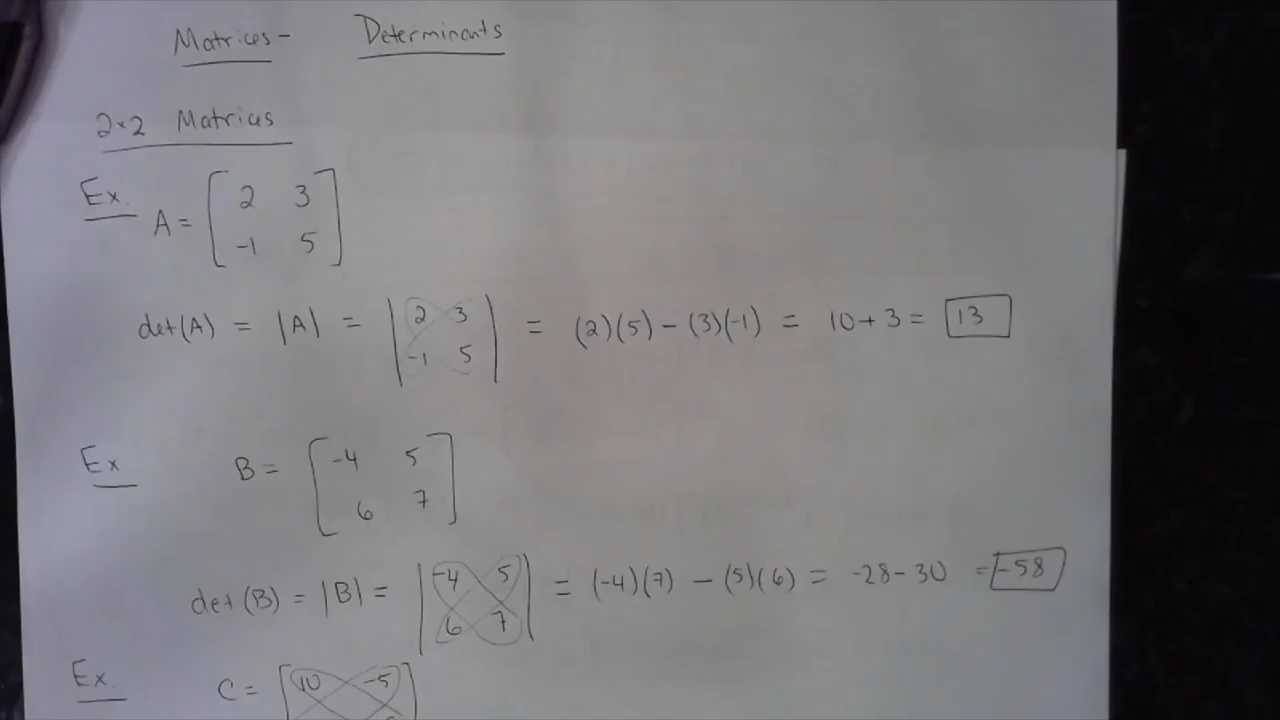 Matrices - Determinants
2×2 Matrices
Ex. A = [ 2 3
-1 5 ]
det(A) = |A| = | 2 3
-1 5 | = (2)(5) - (3)(-1) = 10 + 3 = 13
Ex B = [ -4 5
6 7 ]
det(B) = |B| = | -4 5
6 7 | = (-4)(7) - (5)(6) = -28 - 30 = -58
Ex. C = [ 10 -5